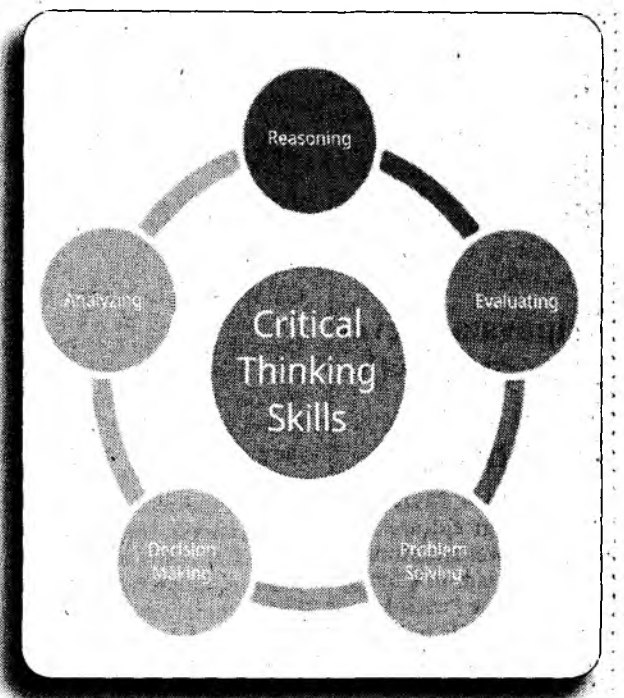 Reasoning
Evaluating
Problem
Solving
Decision
Making
Analyzing
Critical
Thinking
Skills